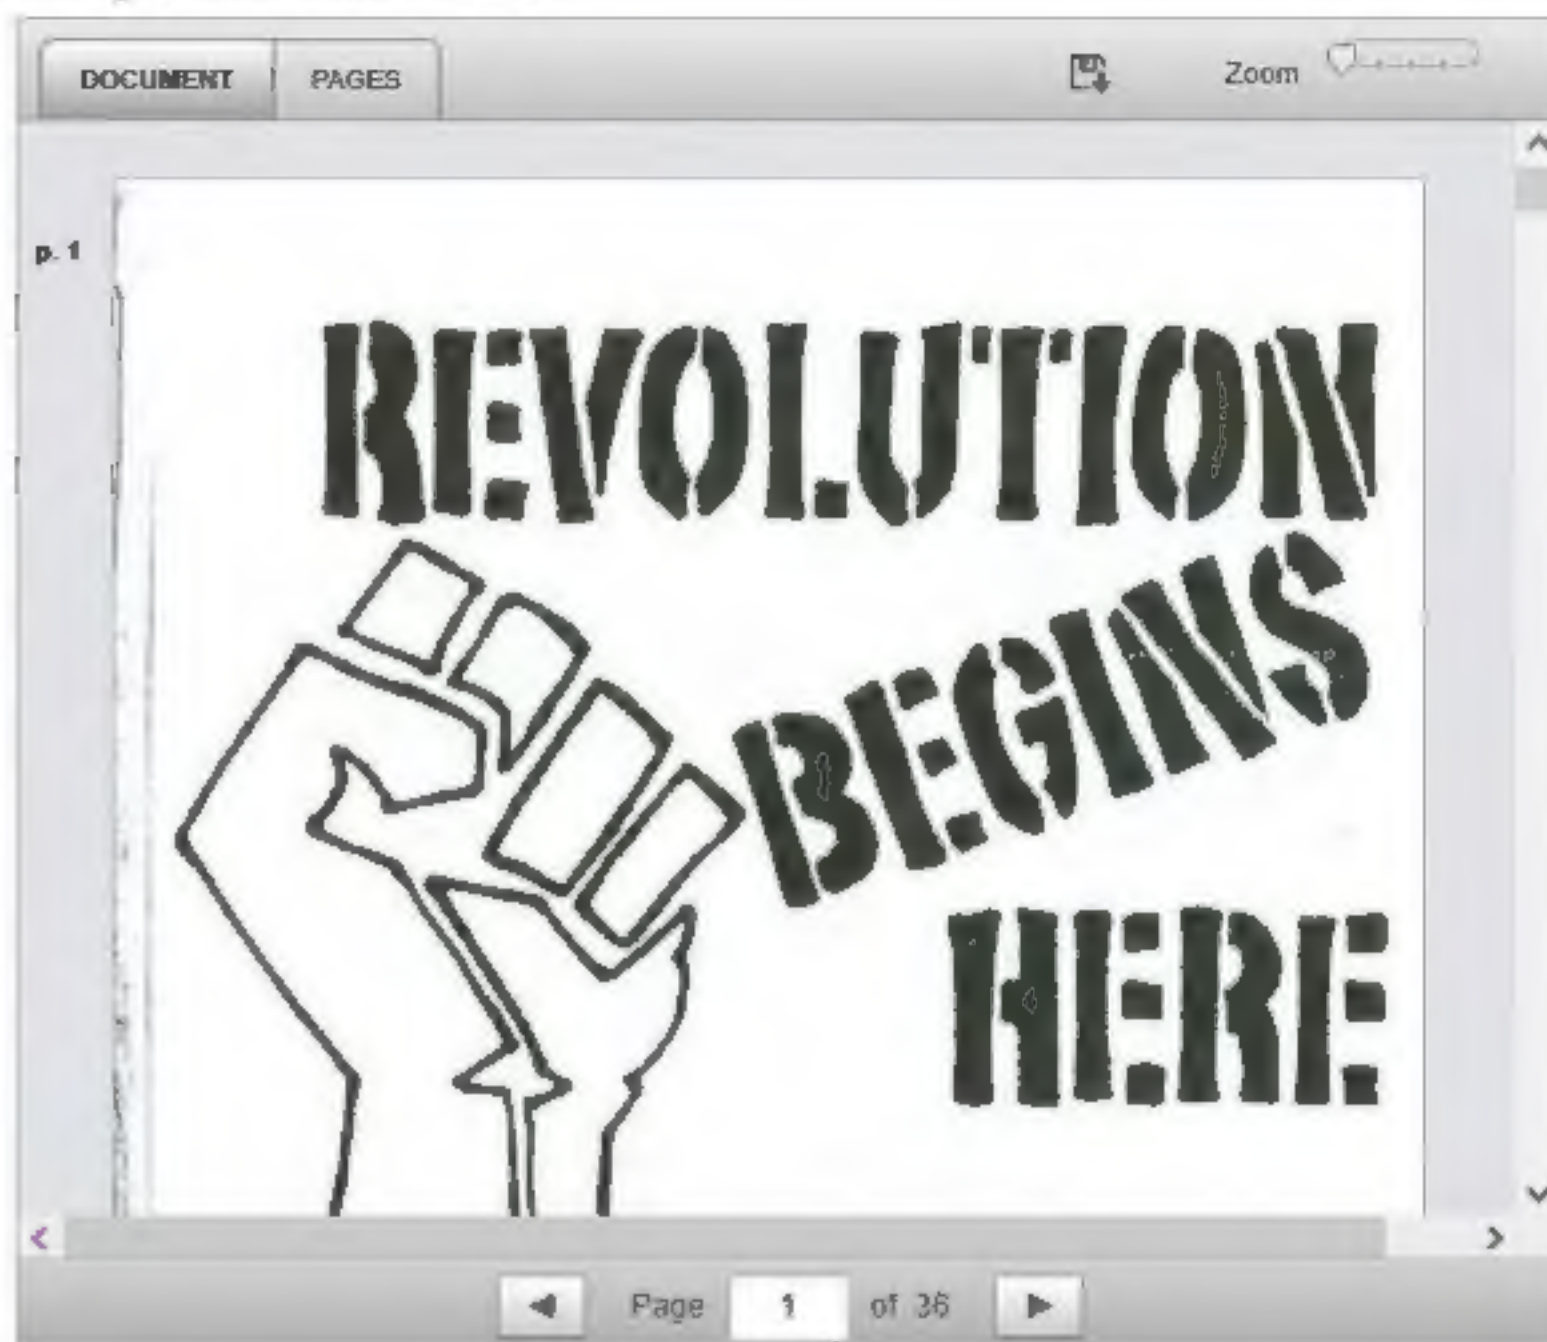 DOCUMENT PAGES Zoom
p. 1
REVOLUTION
BEGINS
HERE
Page 1 of 36